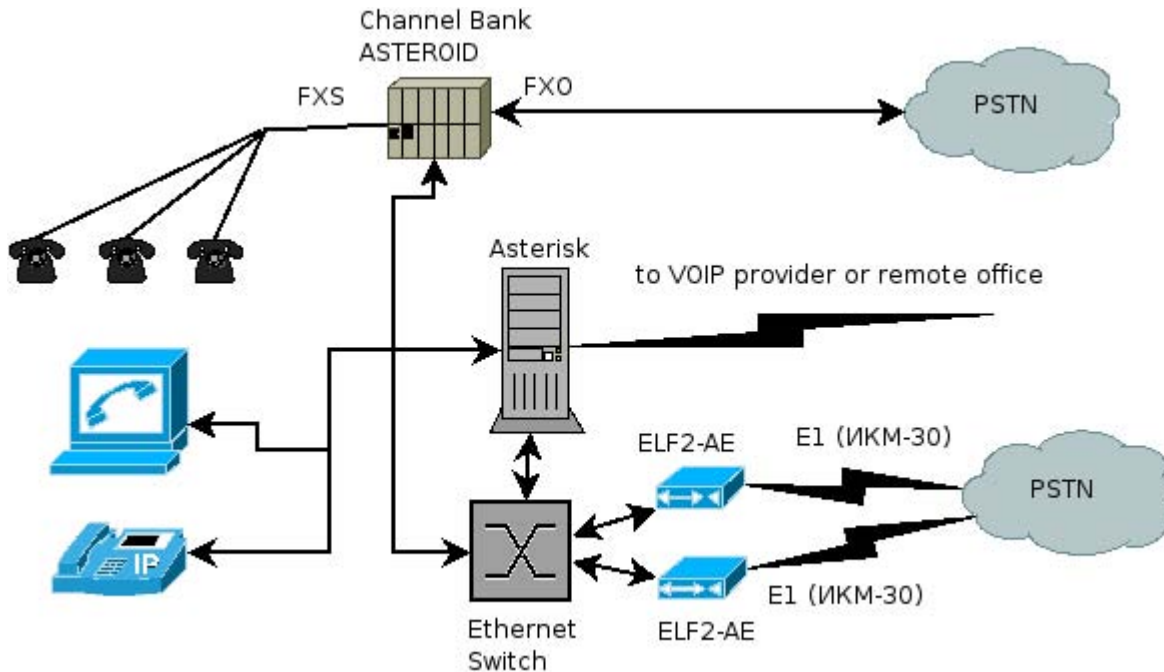 Channel Bank
ASTEROID
FXS
FXO
PSTN
Asterisk
to VOIP provider or remote office
ELF2-AE
E1 (ИКМ-30)
PSTN
IP
E1 (ИКМ-30)
ELF2-AE
Ethernet
Switch